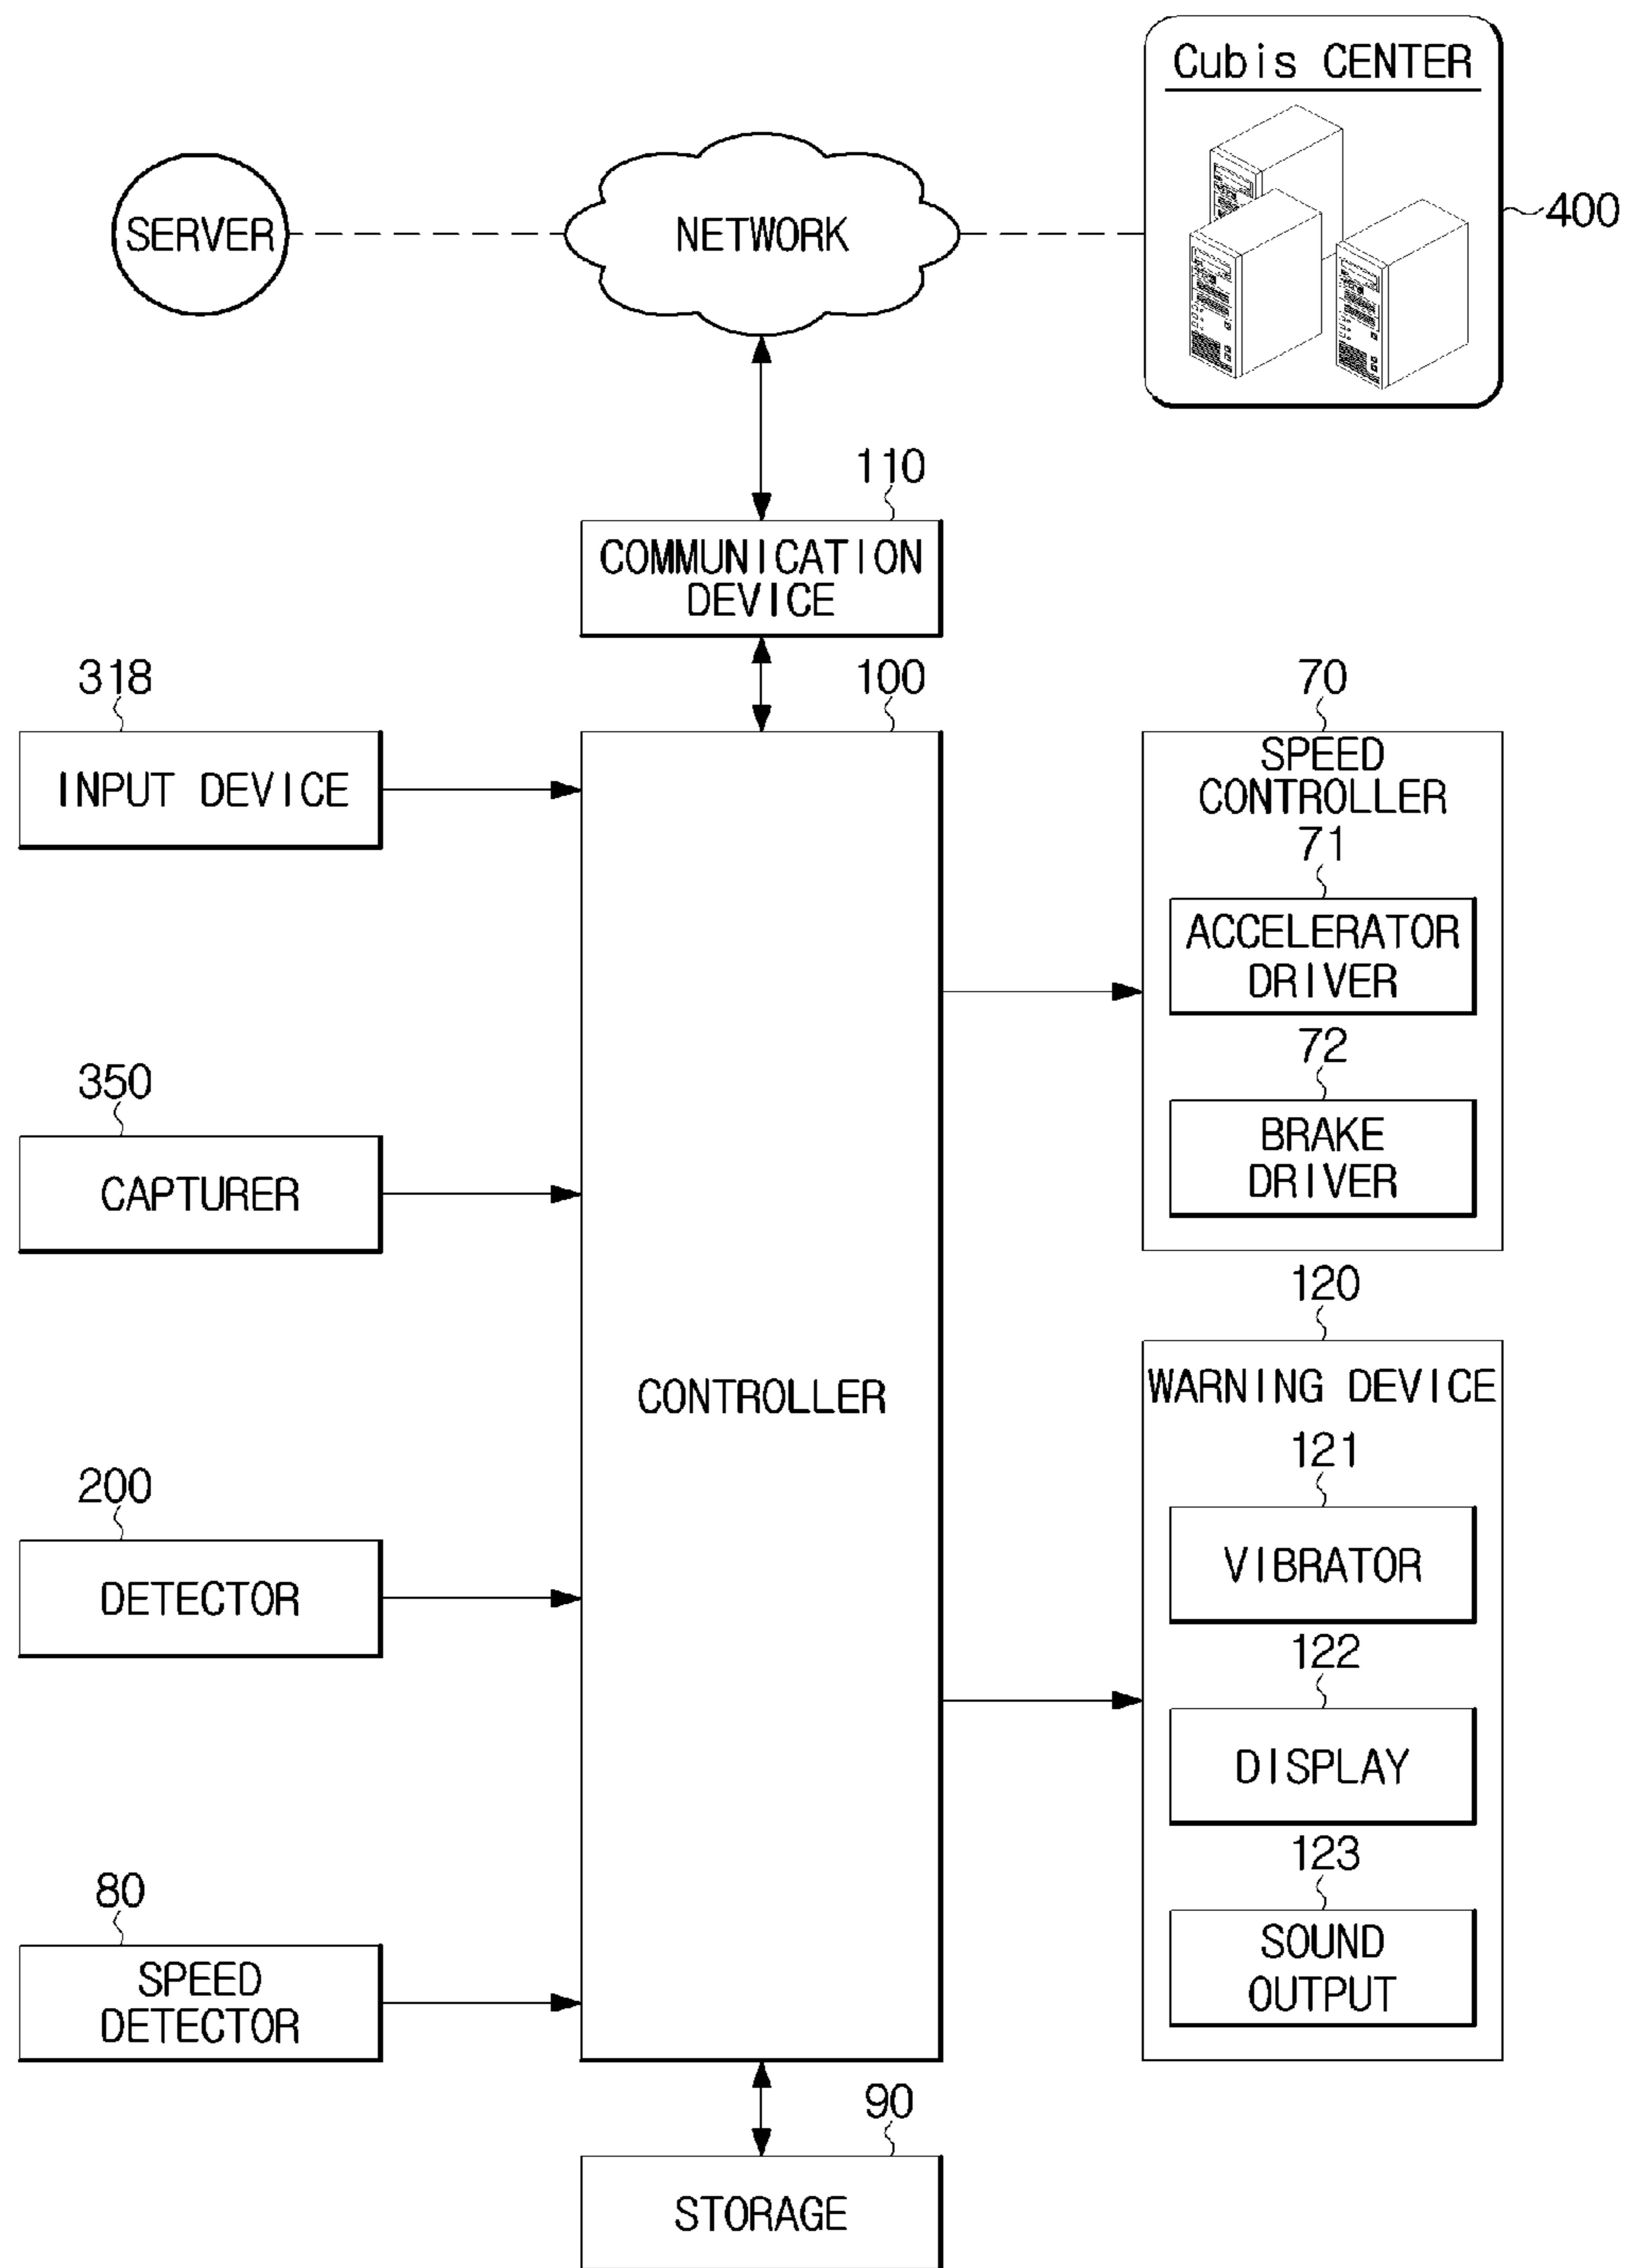 Cubis CENTER
SERVER
NETWORK
400
110
COMMUNICATION
DEVICE
318
100
70
INPUT DEVICE
SPEED
CONTROLLER
71
ACCELERATOR
DRIVER
72
350
BRAKE
DRIVER
CAPTURER
120
CONTROLLER
WARNING DEVICE
121
200
VIBRATOR
DETECTOR
122
DISPLAY
123
80
SOUND
OUTPUT
SPEED
DETECTOR
90
STORAGE